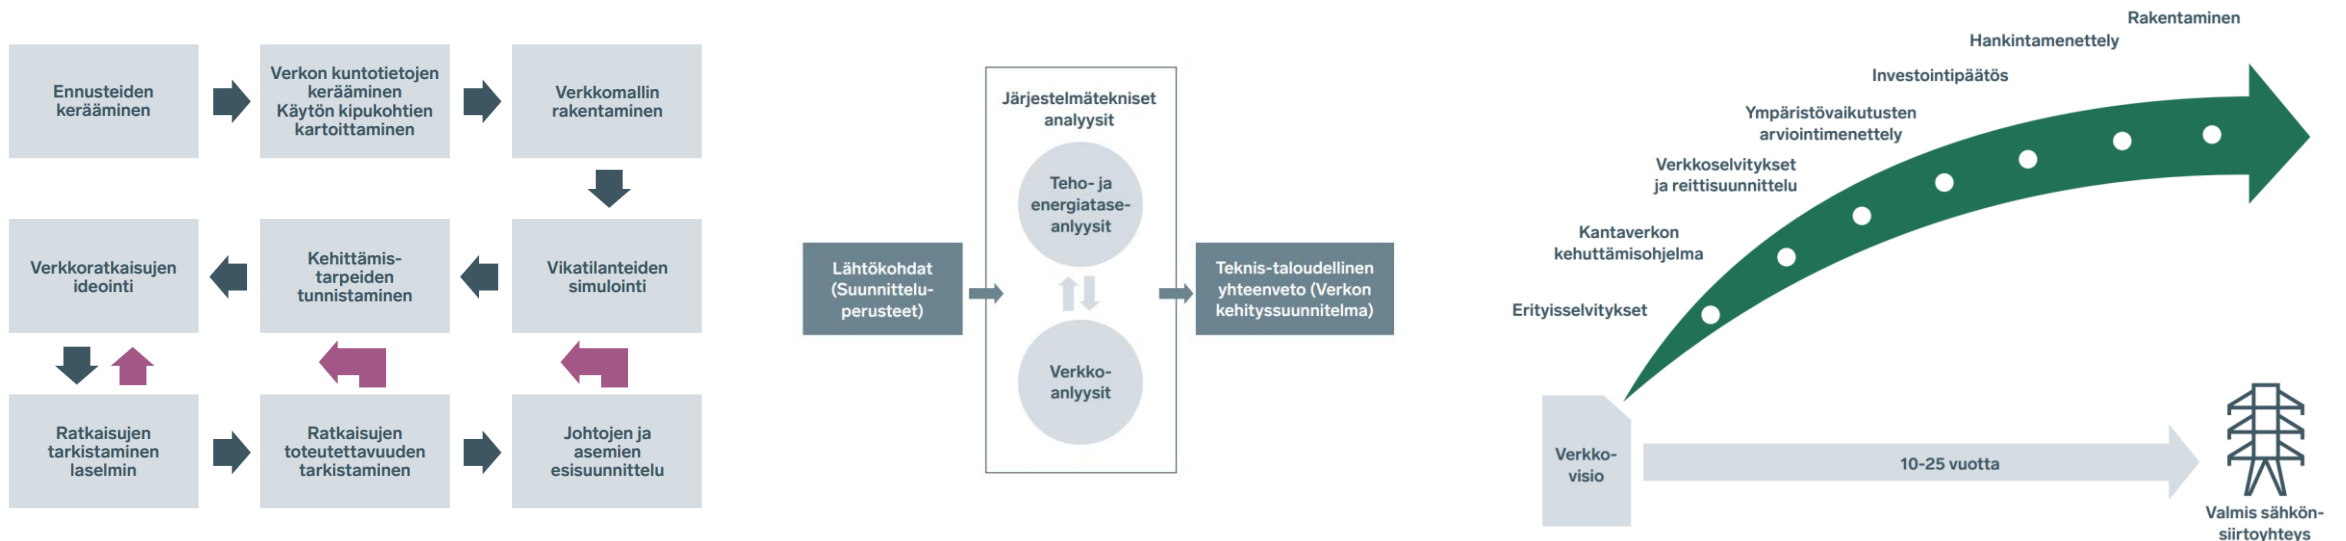 Ennusteiden
kerääminen
Verkon kuntotietojen
kerääminen
Käytön kipukohtien
kartoittaminen
Verkkomallin
rakentaminen
Verkkoratkaisujen
ideointi
Kehittämis-
tarpeiden
tunnistaminen
Vikatilanteiden
simulointi
Ratkaisujen
tarkistaminen
laselmin
Ratkaisujen
toteutettavuuden
tarkistaminen
Johtojen ja
asemien
esisuunnittelu
Lähtökohdat
(Suunnittelu-
perusteet)
Järjestelmätekniset
analyysit
Teho- ja
energiatase-
anlyysit
Verkko-
anlyysit
Teknis-taloudellinen
yhteenveto (Verkon
kehityssuunnitelma)
Rakentaminen
Hankintamenettely
Investointipäätös
Ympäristövaikutusten
arviointimenettely
Verkkoselvitykset
ja reittisuunnittelu
Kantaverkon
kehuttämisohjelma
Erityisselvitykset
Verkko-
visio
10-25 vuotta
Valmis sähkön-
siirtoyhteys